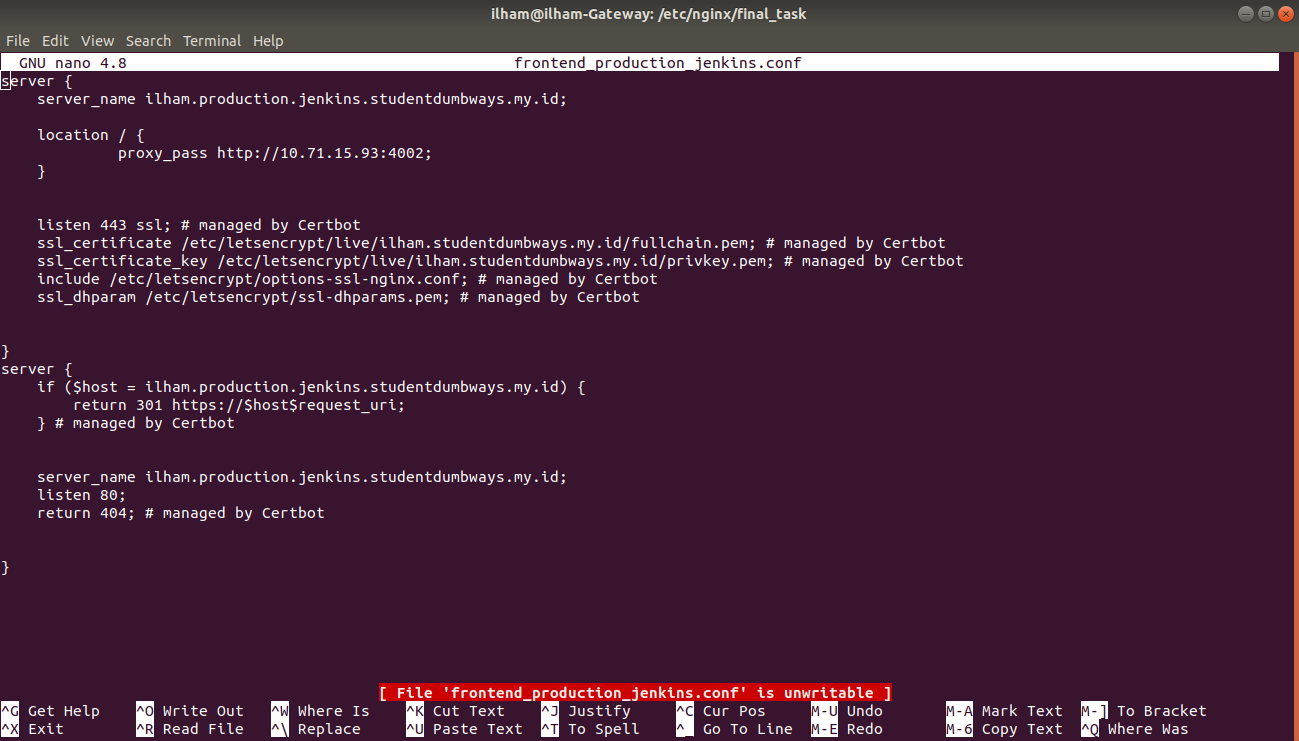 ilham@ilham-Gateway: /etc/nginx/final_task
File Edit View Search Terminal Help
GNU nano 4.8 frontend_production_jenkins.conf
server {
    server_name ilham.production.jenkins.studentdumbways.my.id;
    location / {
             proxy_pass http://10.71.15.93:4002;
    }
    listen 443 ssl; # managed by Certbot
    ssl_certificate /etc/letsencrypt/live/ilham.studentdumbways.my.id/fullchain.pem; # managed by Certbot
    ssl_certificate_key /etc/letsencrypt/live/ilham.studentdumbways.my.id/privkey.pem; # managed by Certbot
    include /etc/letsencrypt/options-ssl-nginx.conf; # managed by Certbot
    ssl_dhparam /etc/letsencrypt/ssl-dhparams.pem; # managed by Certbot
}
server {
    if ($host = ilham.production.jenkins.studentdumbways.my.id) {
        return 301 https://$host$request_uri;
    } # managed by Certbot
    server_name ilham.production.jenkins.studentdumbways.my.id;
    listen 80;
    return 404; # managed by Certbot
}
[ File 'frontend_production_jenkins.conf' is unwritable ]
^G Get Help ^O Write Out ^W Where Is ^K Cut Text ^J Justify ^C Cur Pos M-U Undo M-A Mark Text M-] To Bracket
^X Exit ^R Read File ^\ Replace ^U Paste Text ^T To Spell ^_ Go To Line M-E Redo M-6 Copy Text ^Q Where Was